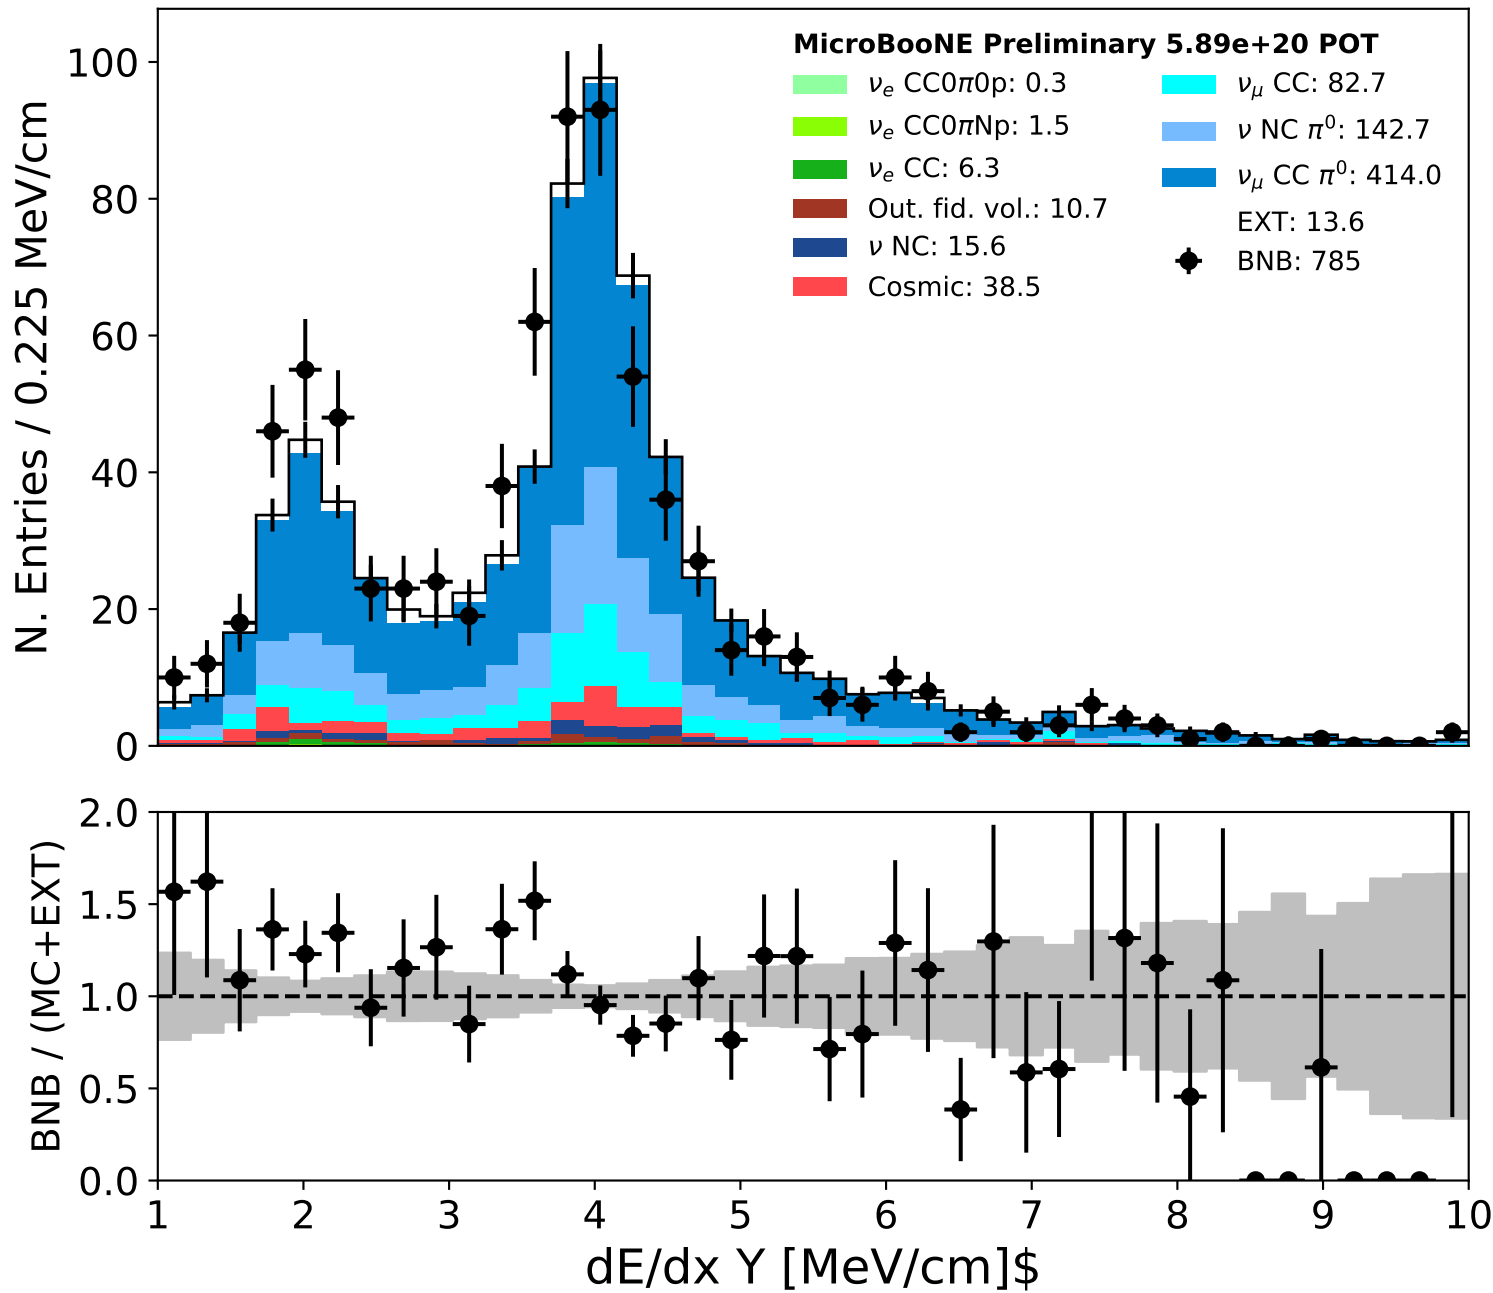 MicroBooNE Preliminary 5.89e+20 POT
νe CC0π0p: 0.3
νe CC0πNp: 1.5
νe CC: 6.3
Out. fid. vol.: 10.7
ν NC: 15.6
Cosmic: 38.5
νμ CC: 82.7
ν NC π⁰: 142.7
νμ CC π⁰: 414.0
EXT: 13.6
BNB: 785
N. Entries / 0.225 MeV/cm
100
80
60
40
20
0
BNB / (MC+EXT)
2.0
1.5
1.0
0.5
0.0
1 2 3 4 5 6 7 8 9 10
dE/dx Y [MeV/cm]$